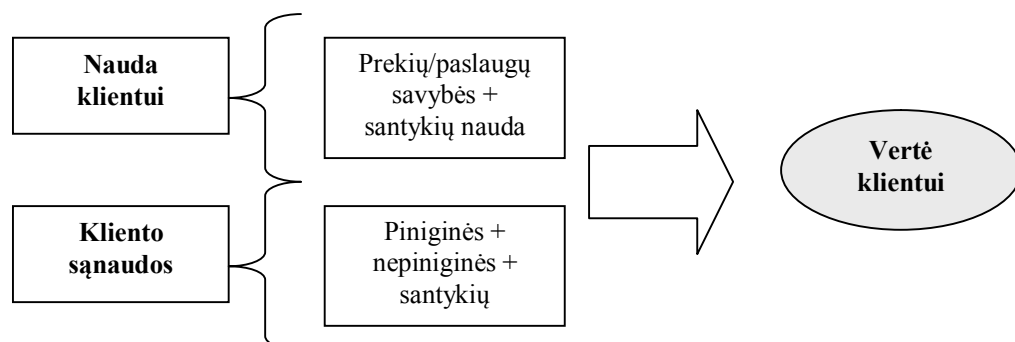 Nauda
klientui
Prekių/paslaugų
savybės +
santykių nauda
Vertė
klientui
Kliento
sąnaudos
Piniginės +
nepiniginės +
santykių